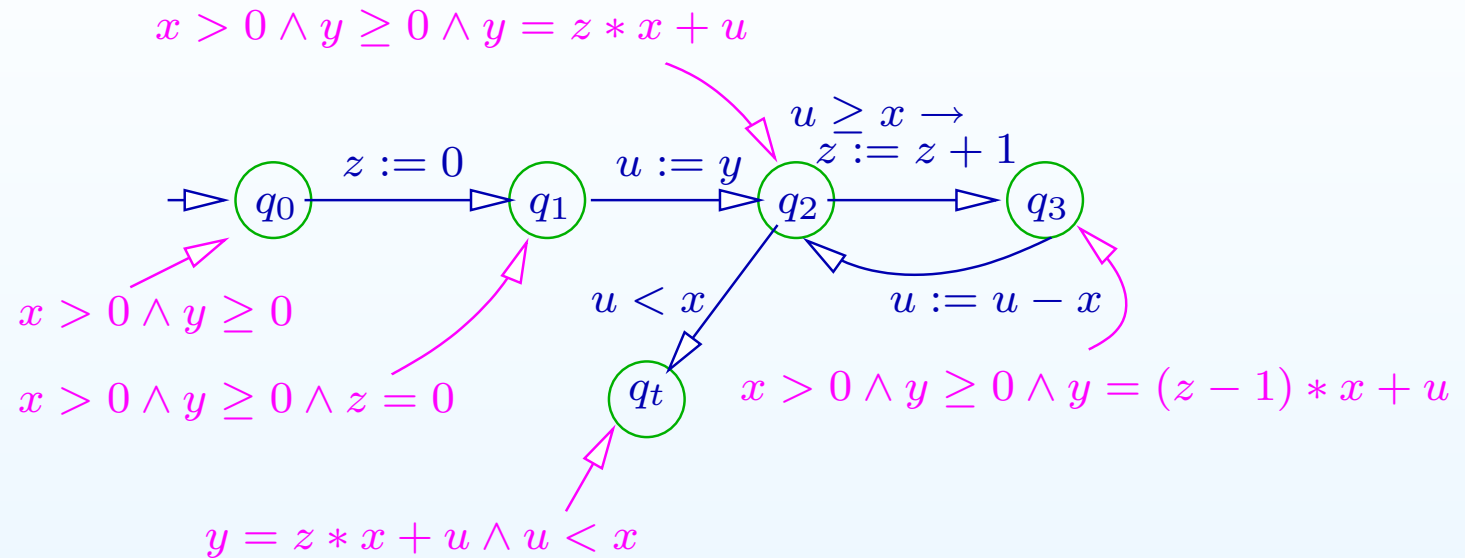 x > 0 ∧ y ≥ 0 ∧ y = z ∗ x + u
u ≥ x →
z := z + 1
z := 0
u := y
q₀
q₁
q₂
q₃
x > 0 ∧ y ≥ 0
u < x
u := u − x
x > 0 ∧ y ≥ 0 ∧ z = 0
qₜ
x > 0 ∧ y ≥ 0 ∧ y = (z − 1) ∗ x + u
y = z ∗ x + u ∧ u < x